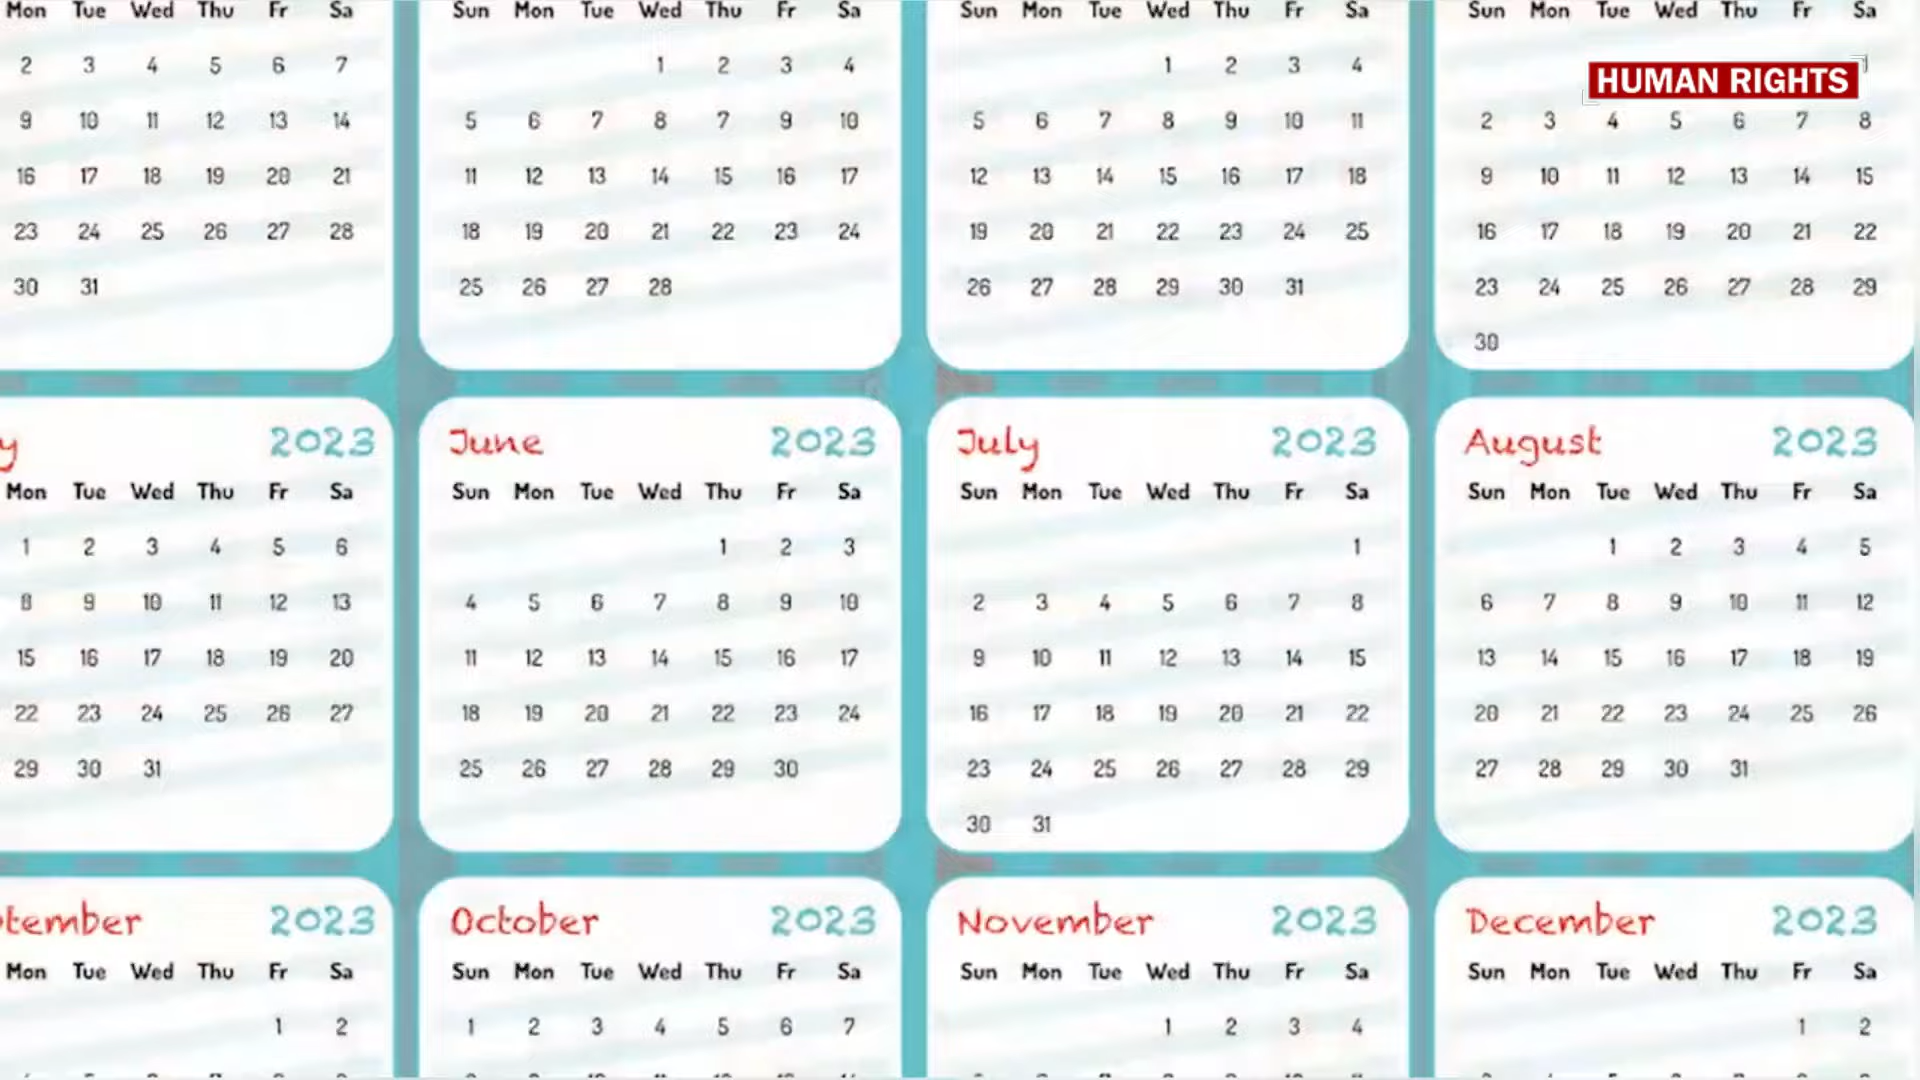 HUMAN RIGHTS
Mon Tue Wed Thu Fr Sa
2 3 4 5 6 7
9 10 11 12 13 14
16 17 18 19 20 21
23 24 25 26 27 28
30 31
Sun Mon Tue Wed Thu Fr Sa
1 2 3 4
5 6 7 8 7 9 10
11 12 13 14 15 16 17
18 19 20 21 22 23 24
25 26 27 28
Sun Mon Tue Wed Thu Fr Sa
1 2 3 4
5 6 7 8 9 10 11
12 13 14 15 16 17 18
19 20 21 22 23 24 25
26 27 28 29 30 31
Sun Mon Tue Wed Thu Fr Sa
2 3 4 5 6 7 8
9 10 11 12 13 14 15
16 17 18 19 20 21 22
23 24 25 26 27 28 29
30
y 2023
Mon Tue Wed Thu Fr Sa
1 2 3 4 5 6
8 9 10 11 12 13
15 16 17 18 19 20
22 23 24 25 26 27
29 30 31
June 2023
Sun Mon Tue Wed Thu Fr Sa
1 2 3
4 5 6 7 8 9 10
11 12 13 14 15 16 17
18 19 20 21 22 23 24
25 26 27 28 29 30
July 2023
Sun Mon Tue Wed Thu Fr Sa
1
2 3 4 5 6 7 8
9 10 11 12 13 14 15
16 17 18 19 20 21 22
23 24 25 26 27 28 29
30 31
August 2023
Sun Mon Tue Wed Thu Fr Sa
1 2 3 4 5
6 7 8 9 10 11 12
13 14 15 16 17 18 19
20 21 22 23 24 25 26
27 28 29 30 31
tember 2023
Mon Tue Wed Thu Fr Sa
1 2
October 2023
Sun Mon Tue Wed Thu Fr Sa
1 2 3 4 5 6 7
November 2023
Sun Mon Tue Wed Thu Fr Sa
1 2 3 4
December 2023
Sun Mon Tue Wed Thu Fr Sa
1 2